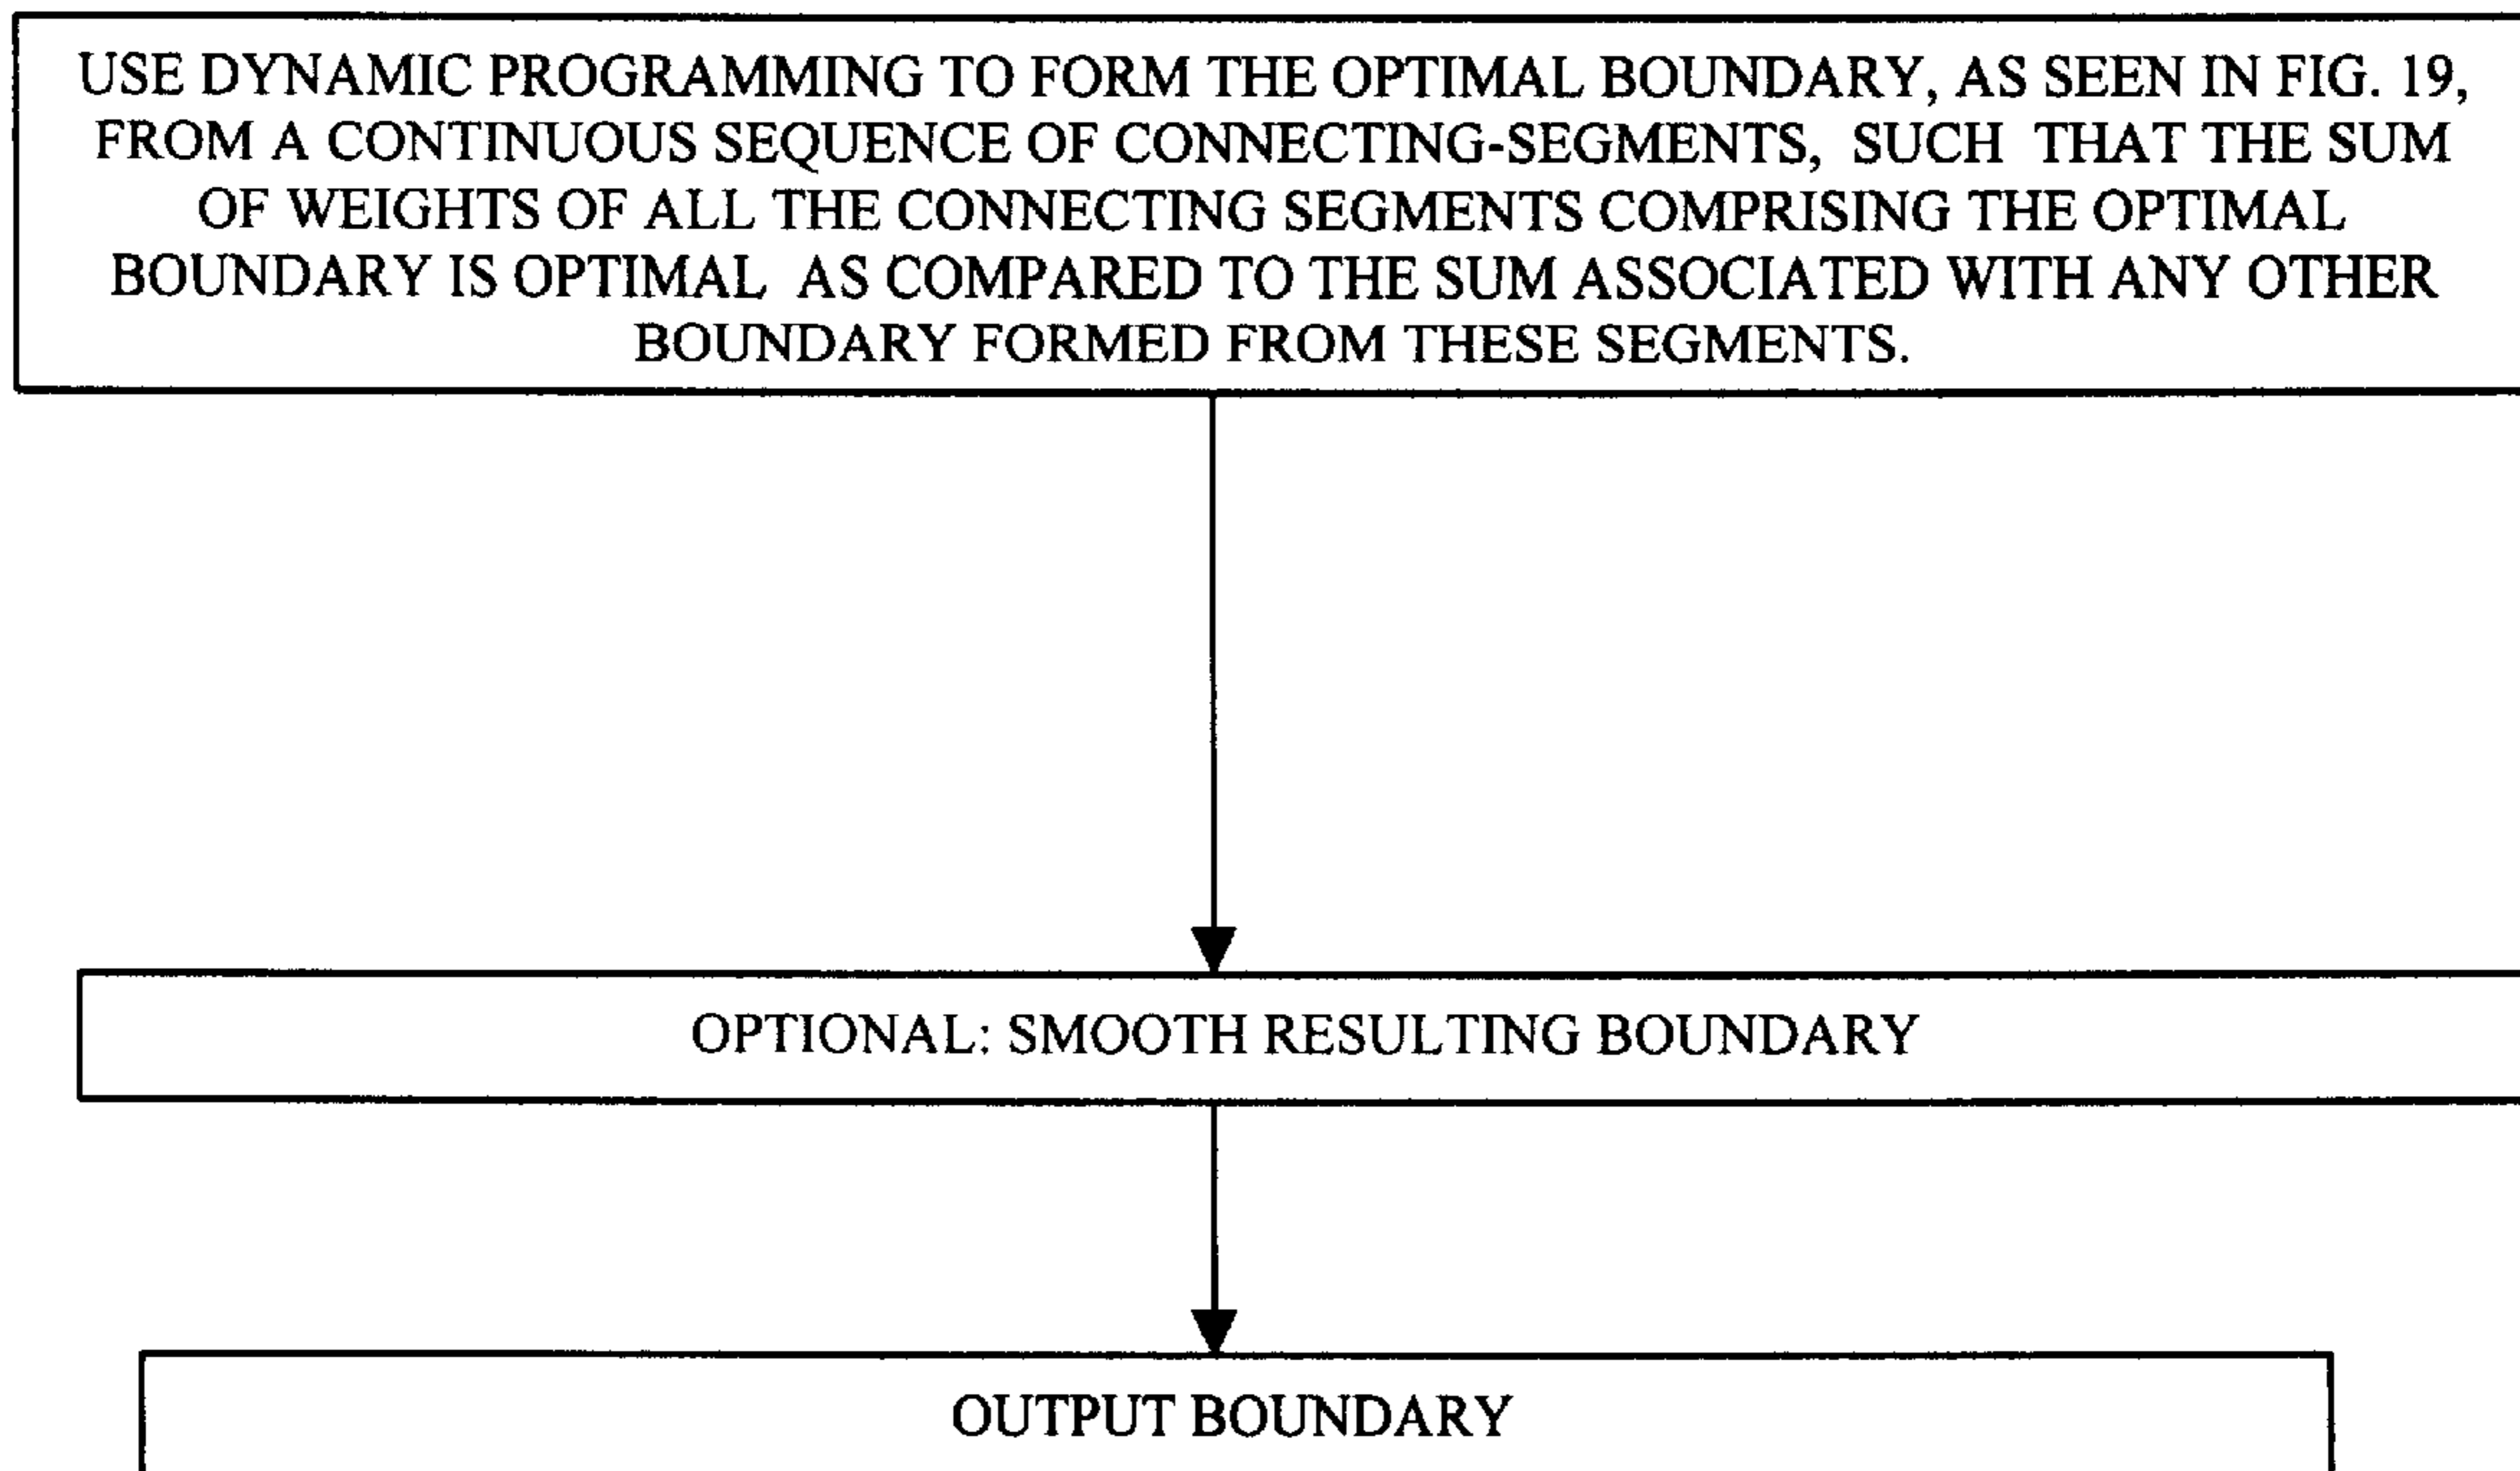 USE DYNAMIC PROGRAMMING TO FORM THE OPTIMAL BOUNDARY, AS SEEN IN FIG. 19,
FROM A CONTINUOUS SEQUENCE OF CONNECTING-SEGMENTS, SUCH THAT THE SUM
OF WEIGHTS OF ALL THE CONNECTING SEGMENTS COMPRISING THE OPTIMAL
BOUNDARY IS OPTIMAL AS COMPARED TO THE SUM ASSOCIATED WITH ANY OTHER
BOUNDARY FORMED FROM THESE SEGMENTS.
OPTIONAL: SMOOTH RESULTING BOUNDARY
OUTPUT BOUNDARY